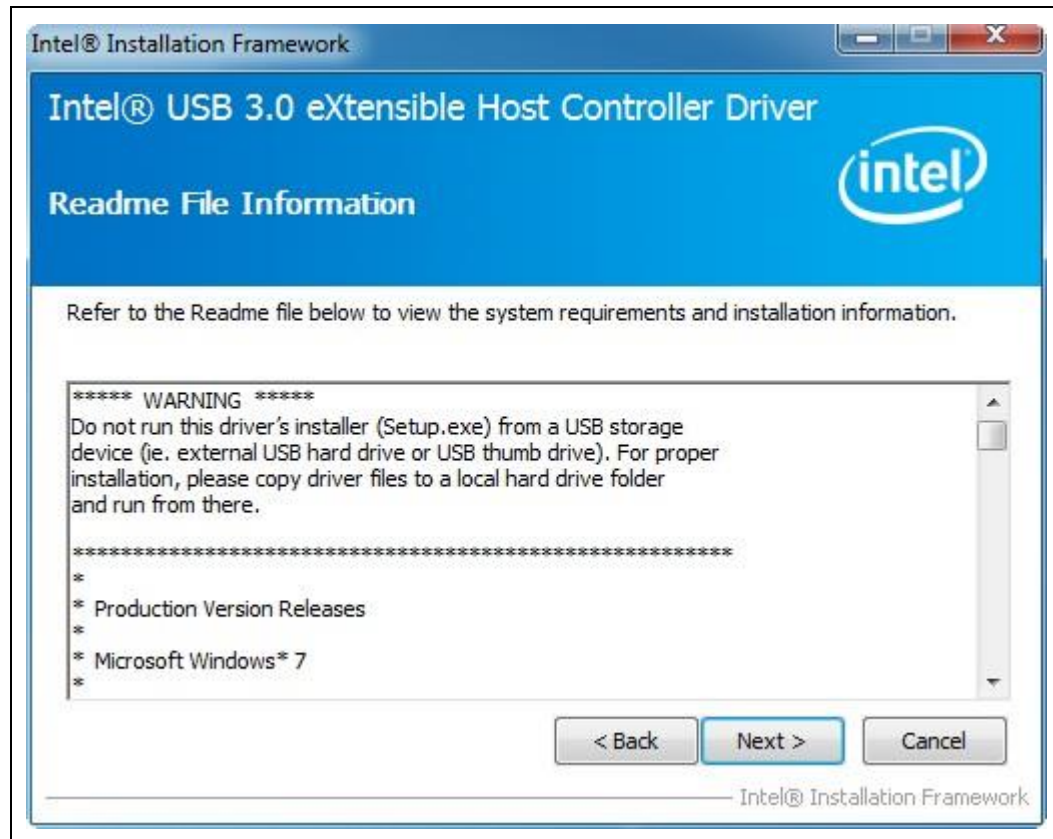 Intel® Installation Framework
Intel® USB 3.0 eXtensible Host Controller Driver
intel
Readme File Information
Refer to the Readme file below to view the system requirements and installation information.
***** WARNING *****
Do not run this driver’s installer (Setup.exe) from a USB storage
device (ie. external USB hard drive or USB thumb drive). For proper
installation, please copy driver files to a local hard drive folder
and run from there.
*******************************************************
*
* Production Version Releases
*
* Microsoft Windows* 7
*
< Back
Next >
Cancel
Intel® Installation Framework